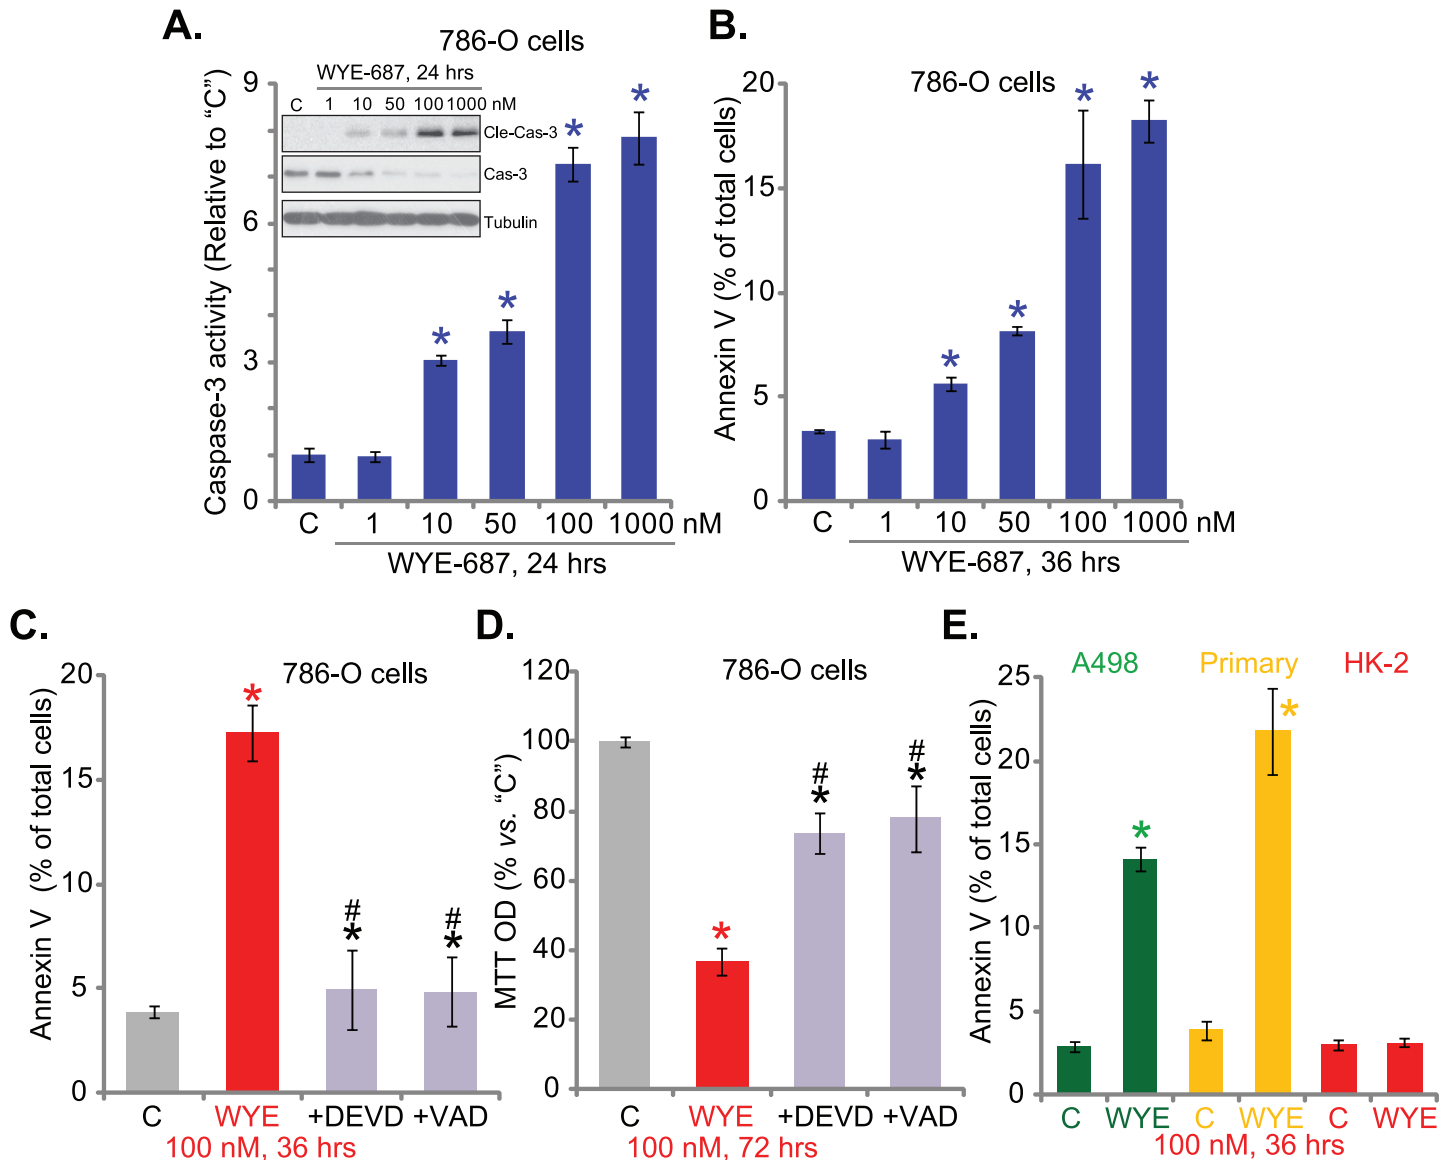 A.
786-O cells
Caspase-3 activity (Relative to “C”)
9
6
3
0
WYE-687, 24 hrs
C 1 10 50 100 1000 nM
Cle-Cas-3
Cas-3
Tubulin
* * * *
C 1 10 50 100 1000 nM
WYE-687, 24 hrs
B.
786-O cells
Annexin V (% of total cells)
20
15
10
5
0
* * * *
C 1 10 50 100 1000 nM
WYE-687, 36 hrs
C.
786-O cells
Annexin V (% of total cells)
20
15
10
5
0
*
# #
* *
C WYE +DEVD +VAD
100 nM, 36 hrs
D.
786-O cells
MTT OD (% vs. “C”)
120
100
80
60
40
20
0
*
# #
* *
C WYE +DEVD +VAD
100 nM, 72 hrs
E.
A498 Primary HK-2
Annexin V (% of total cells)
25
20
15
10
5
0
* *
C WYE C WYE C WYE
100 nM, 36 hrs